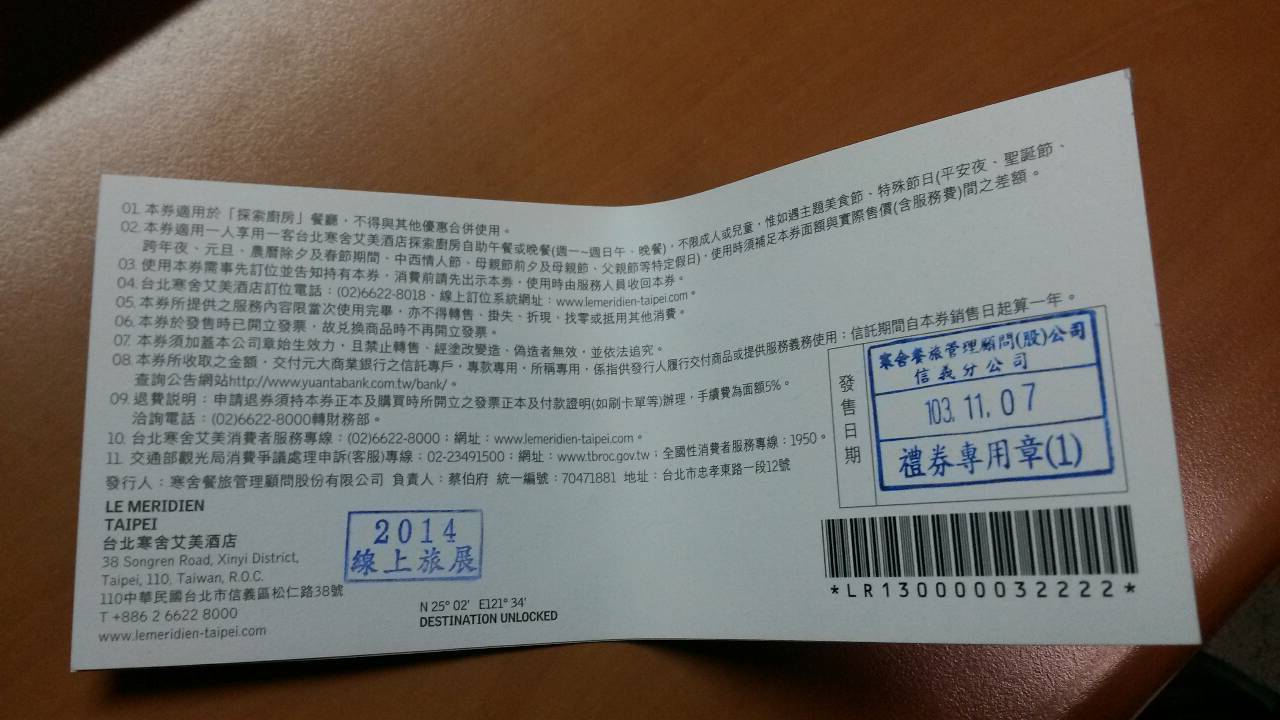 01. 本券適用於「探索廚房」餐廳，不得與其他優惠合併使用。
02. 本券適用一人享用一客台北寒舍艾美酒店探索廚房自助午餐或晚餐(週一~週日午、晚餐)，不限成人或兒童，惟如遇主題美食節、特殊節日(平安夜、聖誕節、
跨年夜、元旦、農曆除夕及春節期間、中西情人節、母親節前夕及母親節、父親節等特定假日)，使用時須補足本券面額與實際售價(含服務費)間之差額。
03. 使用本券需事先訂位並告知持有本券，消費前請先出示本券，使用時由服務人員收回本券。
04. 台北寒舍艾美酒店訂位電話：(02)6622-8018、線上訂位系統網址：www.lemeridien-taipei.com。
05. 本券所提供之服務內容限當次使用完畢，亦不得轉售、掛失、折現、找零或抵用其他消費。
06. 本券於發售時已開立發票，故兌換商品時不再開立發票。
07. 本券須加蓋本公司章始生效力，且禁止轉售、經塗改變造、偽造者無效，並依法追究。
08. 本券所收取之金額，交付元大商業銀行之信託專戶，專款專用，所稱專用，係指供發行人履行交付商品或提供服務義務使用：信託期間自本券銷售日起算一年。
查詢公告網站http://www.yuantabank.com.tw/bank/。
09. 退費說明：申請退券須持本券正本及購買時所開立之發票正本及付款證明(如刷卡單等)辦理，手續費為面額5%。
洽詢電話：(02)6622-8000轉財務部。
10. 台北寒舍艾美消費者服務專線：(02)6622-8000；網址：www.lemeridien-taipei.com。
11. 交通部觀光局消費爭議處理申訴(客服)專線：02-23491500；網址：www.tbroc.gov.tw；全國性消費者服務專線：1950。
發行人：寒舍餐旅管理顧問股份有限公司 負責人：蔡伯府 統一編號：70471881 地址：台北市忠孝東路一段12號
發售日期
寒舍餐旅管理顧問(股)公司
信義分公司
103.11.07
禮券專用章(1)
LE MERIDIEN
TAIPEI
台北寒舍艾美酒店
38 Songren Road, Xinyi District,
Taipei, 110, Taiwan, R.O.C.
110中華民國台北市信義區松仁路38號
T +886 2 6622 8000
www.lemeridien-taipei.com
2014
線上旅展
N 25° 02' E121° 34'
DESTINATION UNLOCKED
*LR130000032222*